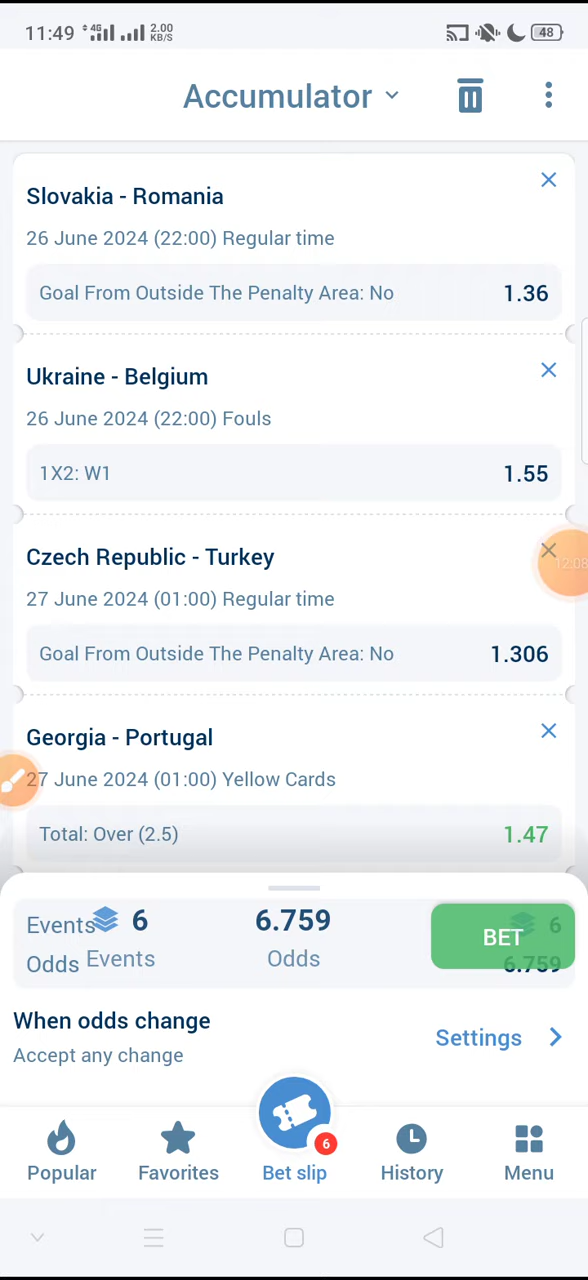 11:49 4G 2.00 KB/S 48
Accumulator
Slovakia - Romania
26 June 2024 (22:00) Regular time
Goal From Outside The Penalty Area: No 1.36
Ukraine - Belgium
26 June 2024 (22:00) Fouls
1X2: W1 1.55
Czech Republic - Turkey
12:08
27 June 2024 (01:00) Regular time
Goal From Outside The Penalty Area: No 1.306
Georgia - Portugal
27 June 2024 (01:00) Yellow Cards
Total: Over (2.5) 1.47
Events 6 6.759 BET 6
Odds Events Odds 6.759
When odds change
Accept any change
Settings
6
Popular Favorites Bet slip History Menu